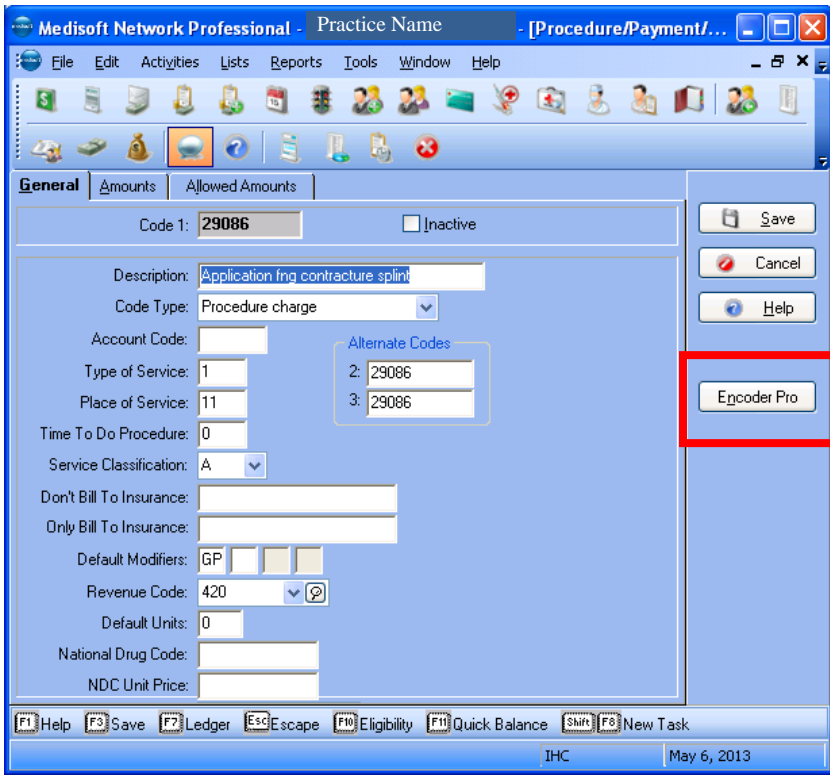 Medisoft Network Professional - Practice Name - [Procedure/Payment/...
File Edit Activities Lists Reports Tools Window Help
General Amounts Allowed Amounts
Code 1: 29086 Inactive
Save
Description: Application fng contracture splint
Cancel
Code Type: Procedure charge
Help
Account Code:
Alternate Codes
Type of Service: 1
2: 29086
Place of Service: 11
3: 29086
Encoder Pro
Time To Do Procedure: 0
Service Classification: A
Don't Bill To Insurance:
Only Bill To Insurance:
Default Modifiers: GP
Revenue Code: 420
Default Units: 0
National Drug Code:
NDC Unit Price:
F1 Help F3 Save F7 Ledger Esc Escape F10 Eligibility F11 Quick Balance Shift F8 New Task
IHC May 6, 2013